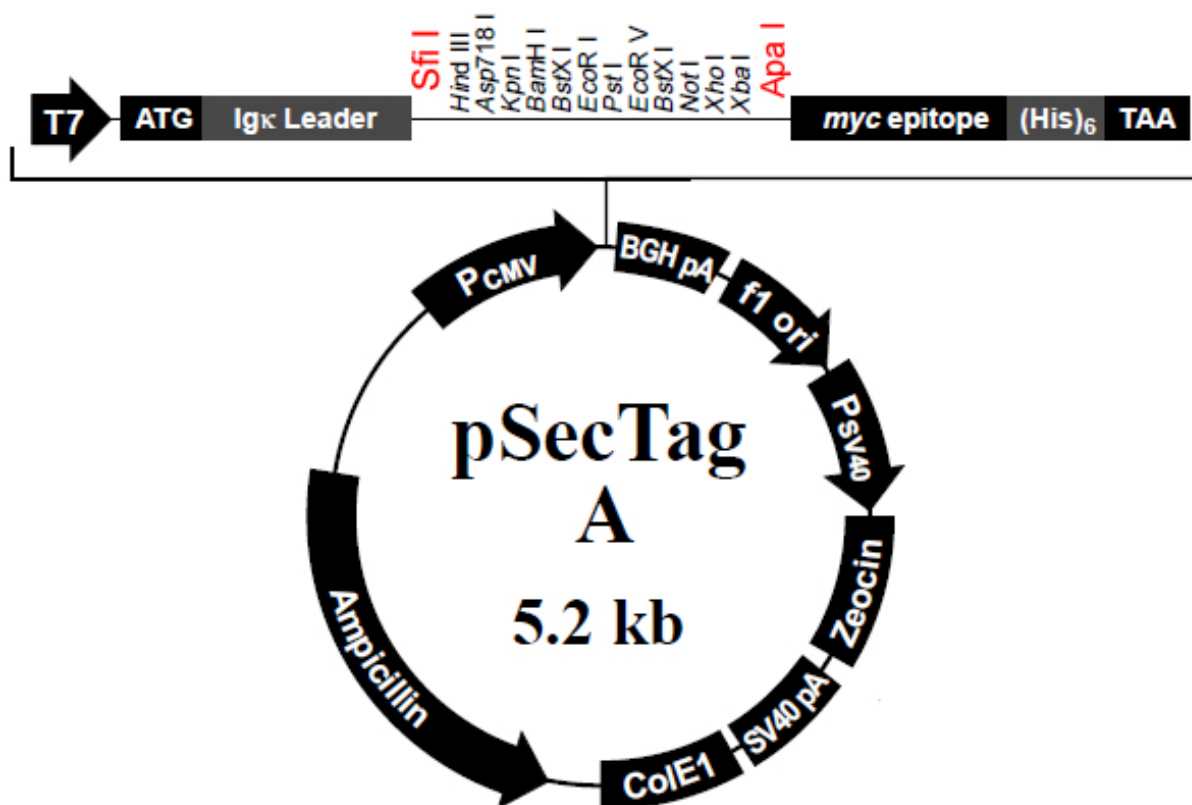 Sfi I
Hind III
Asp718 I
Kpn I
BamH I
BstX I
EcoR I
Pst I
EcoR V
BstX I
Not I
Xho I
Xba I
Apa I
T7 ATG Igκ Leader myc epitope (His)6 TAA
PCMV
BGH pA
f1 ori
PSV40
Zeocin
SV40 pA
ColE1
Ampicillin
pSecTag
A
5.2 kb